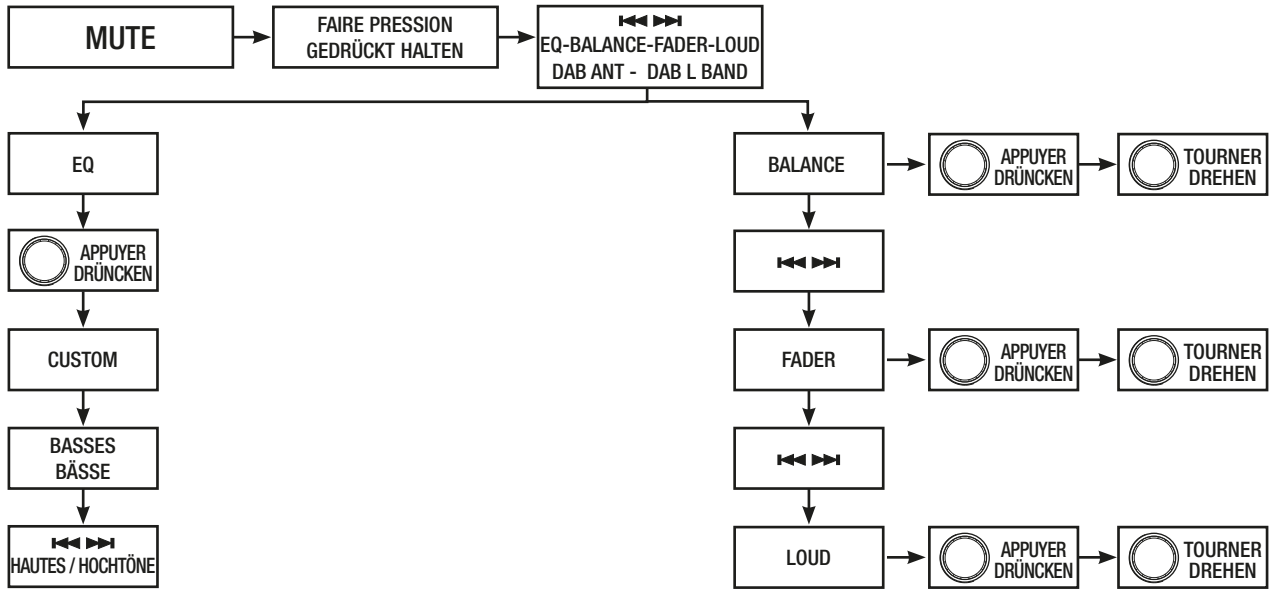 MUTE
FAIRE PRESSION
GEDRÜCKT HALTEN
EQ-BALANCE-FADER-LOUD
DAB ANT - DAB L BAND
EQ
APPUYER
DRÜNCKEN
CUSTOM
BASSES
BÄSSE
HAUTES / HOCHTÖNE
BALANCE
APPUYER
DRÜNCKEN
TOURNER
DREHEN
FADER
APPUYER
DRÜNCKEN
TOURNER
DREHEN
LOUD
APPUYER
DRÜNCKEN
TOURNER
DREHEN